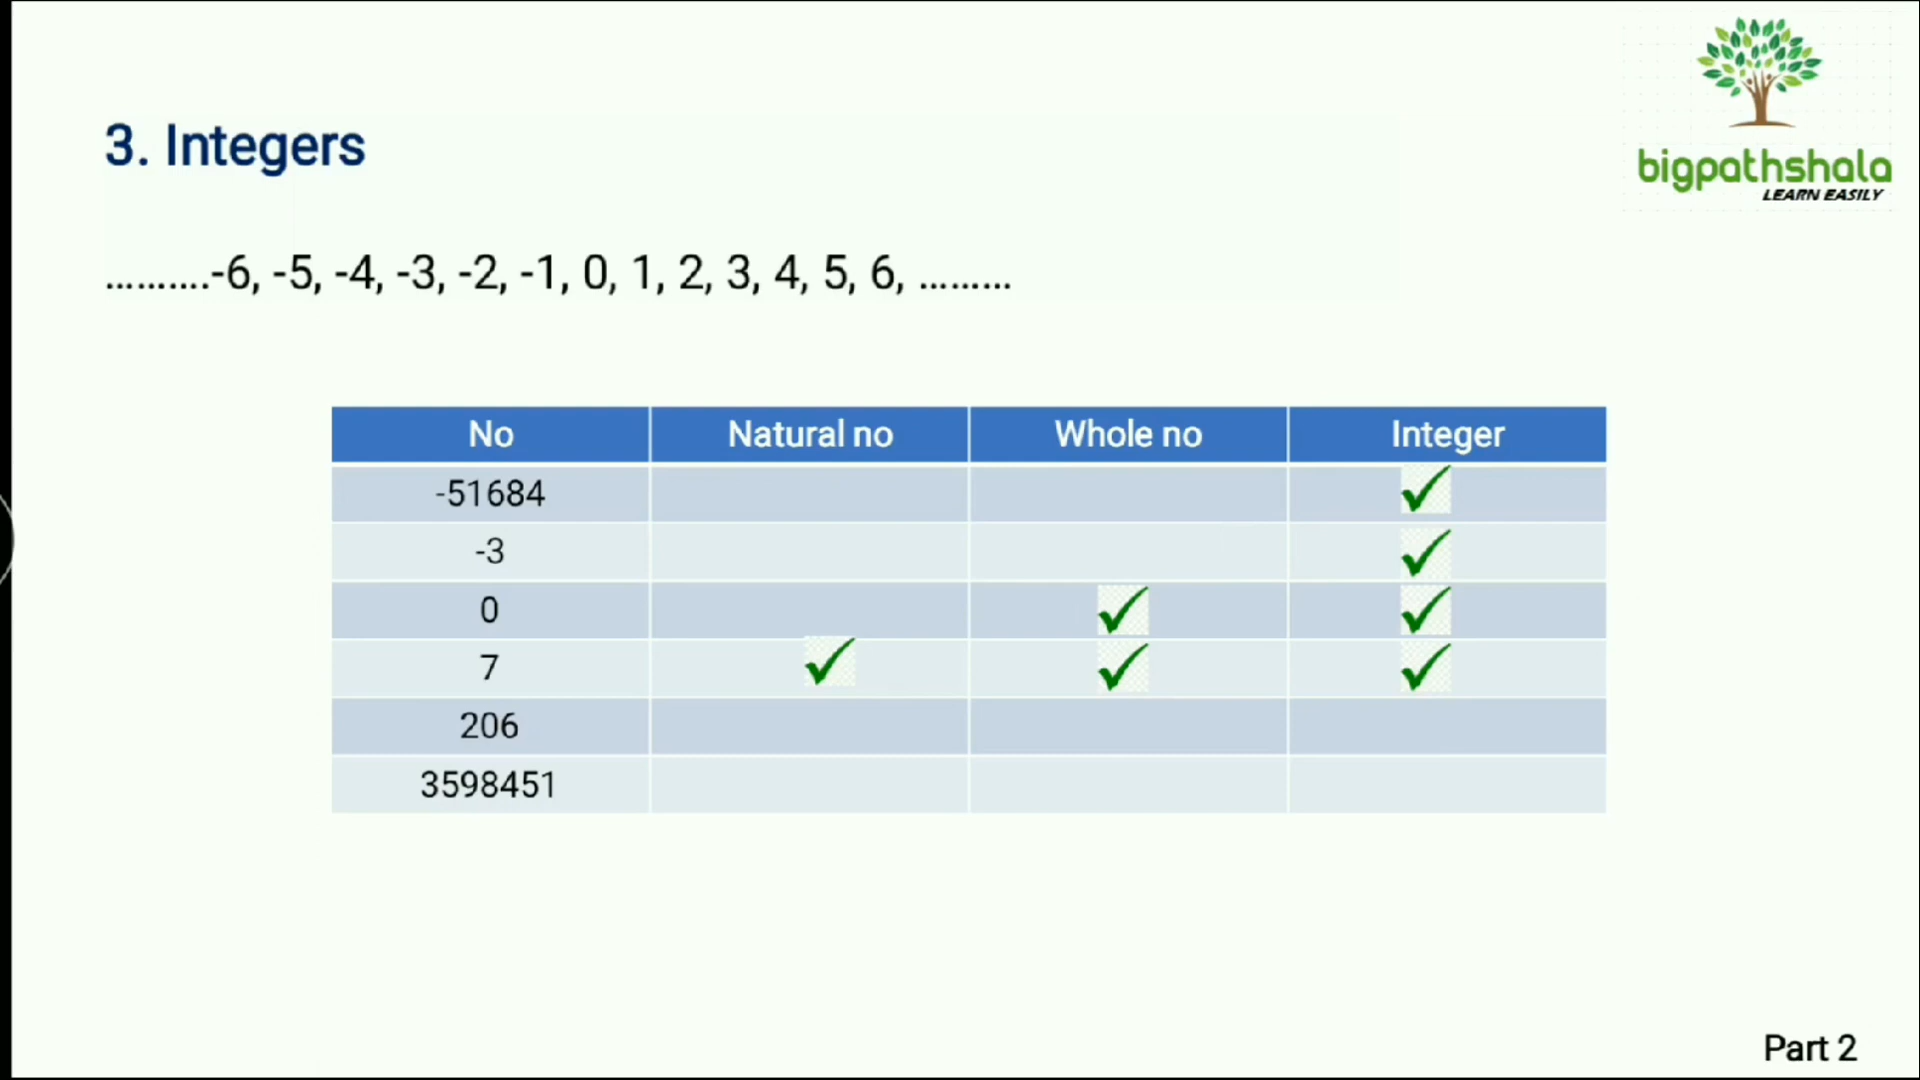 bigpathshala
LEARN EASILY
3. Integers
..........-6, -5, -4, -3, -2, -1, 0, 1, 2, 3, 4, 5, 6, .........
No Natural no Whole no Integer
-51684 ✓
-3 ✓
0 ✓ ✓
7 ✓ ✓ ✓
206
3598451
Part 2